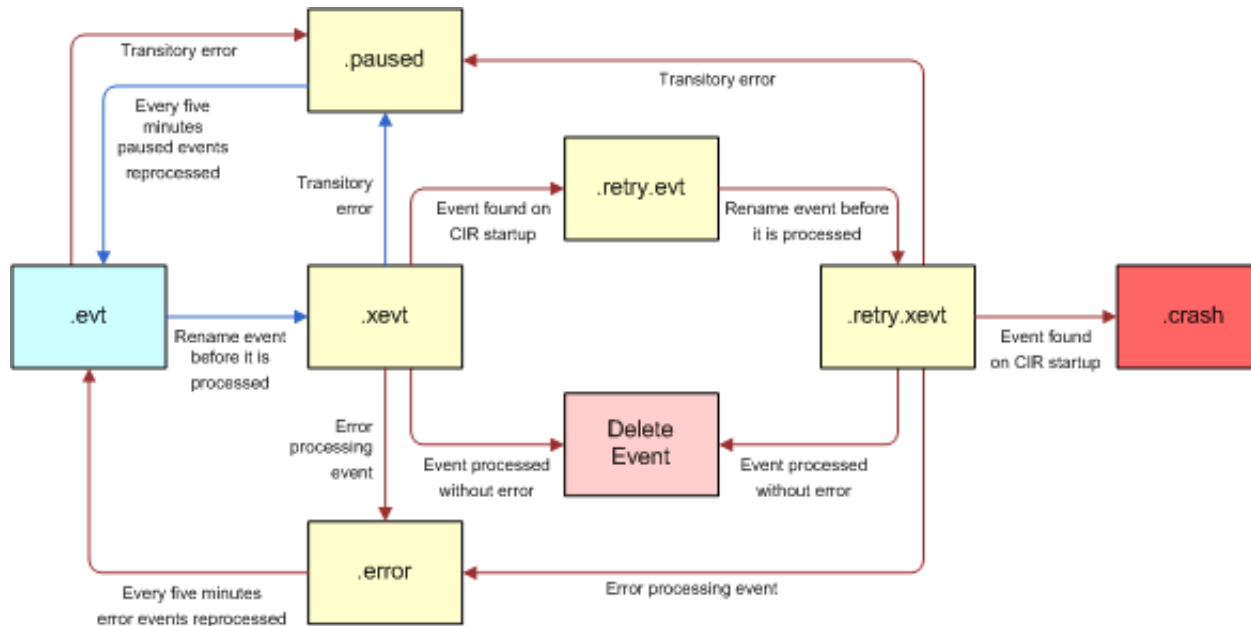 Transitory error
.paused
Transitory error
Every five
minutes
paused events
reprocessed
Transitory
error
.retry.evt
Event found on
CIR startup
Rename event before
it is processed
.evt
Rename event
before it is
processed
.xevt
.retry.xevt
Event found
on CIR startup
.crash
Error
processing
event
Delete
Event
Event processed
without error
Event processed
without error
.error
Every five minutes
error events reprocessed
Error processing event